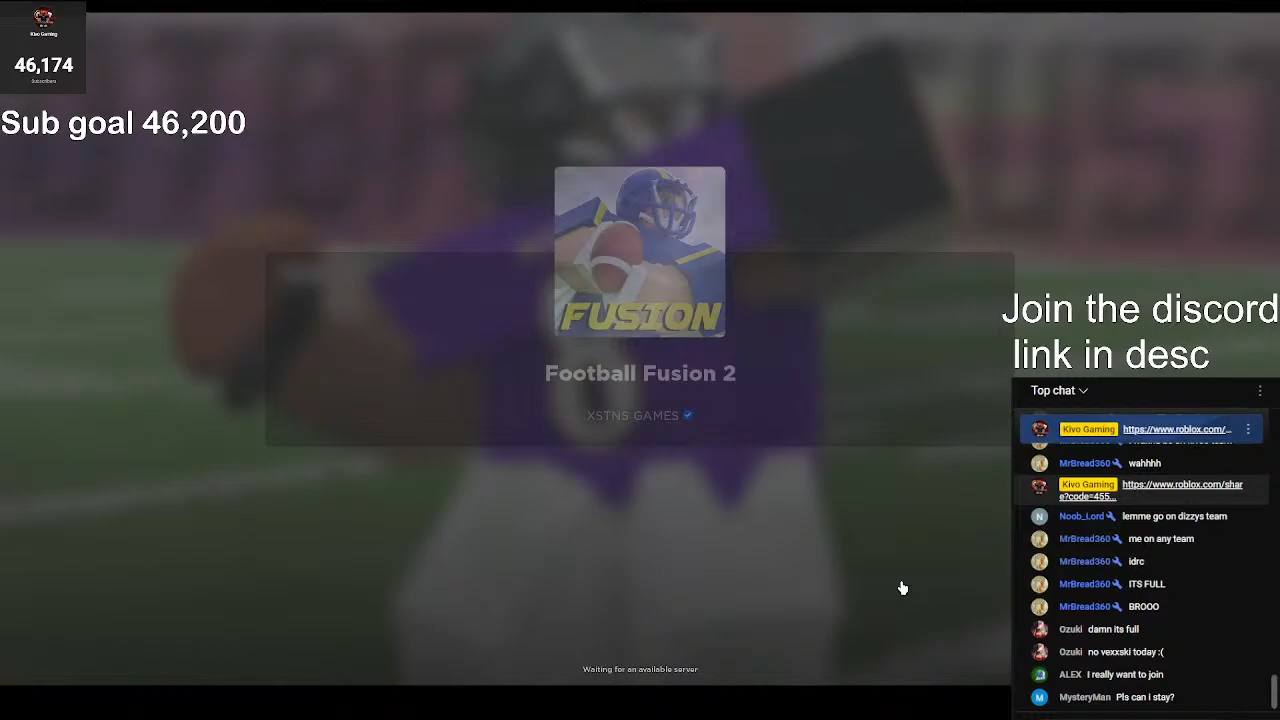 Kivo Gaming
46,174
Subscribers
Sub goal 46,200
FUSION
Football Fusion 2
XSTNS GAMES
Waiting for an available server
Join the discord
link in desc
Top chat
Kivo Gaming https://www.roblox.com/...
MrBread360 wahhhh
Kivo Gaming https://www.roblox.com/shar
e?code=455...
Noob_Lord lemme go on dizzys team
MrBread360 me on any team
MrBread360 idrc
MrBread360 ITS FULL
MrBread360 BROOO
Ozuki damn its full
Ozuki no vexxski today :(
ALEX I really want to join
M MysteryMan Pls can i stay?